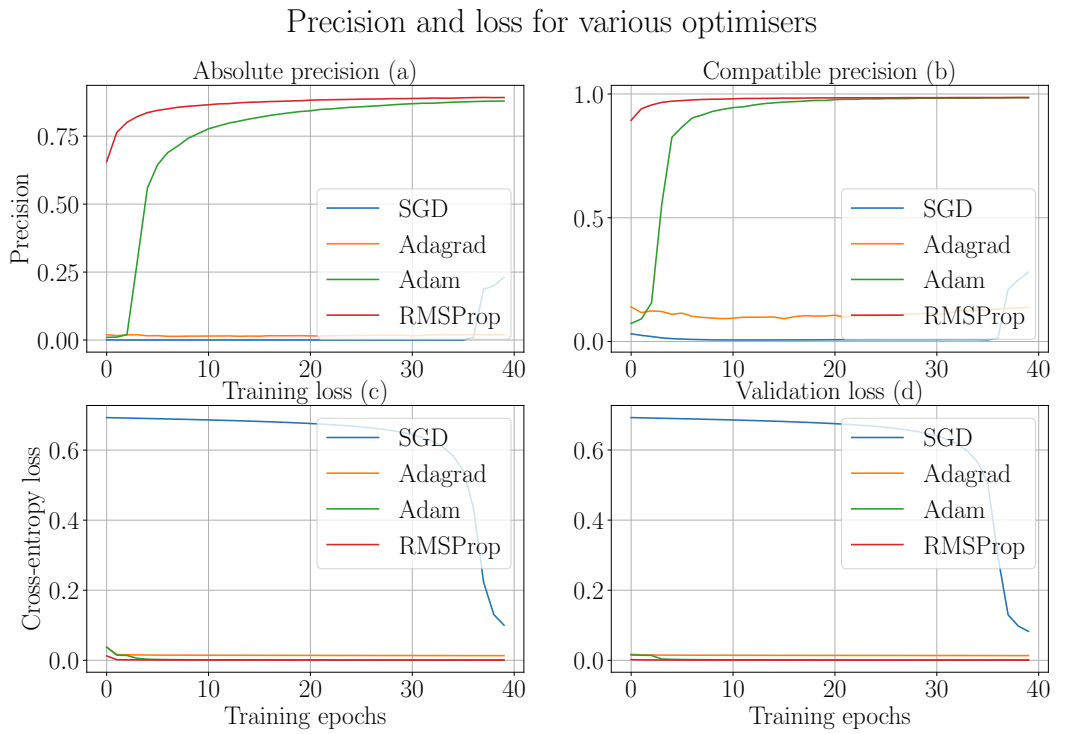 Precision and loss for various optimisers
Absolute precision (a)
Precision
0.75
0.50
0.25
0.00
0 10 20 30 40
SGD
Adagrad
Adam
RMSProp
Compatible precision (b)
1.0
0.5
0.0
0 10 20 30 40
SGD
Adagrad
Adam
RMSProp
Training loss (c)
Cross-entropy loss
0.6
0.4
0.2
0.0
0 10 20 30 40
Training epochs
SGD
Adagrad
Adam
RMSProp
Validation loss (d)
0.6
0.4
0.2
0.0
0 10 20 30 40
Training epochs
SGD
Adagrad
Adam
RMSProp